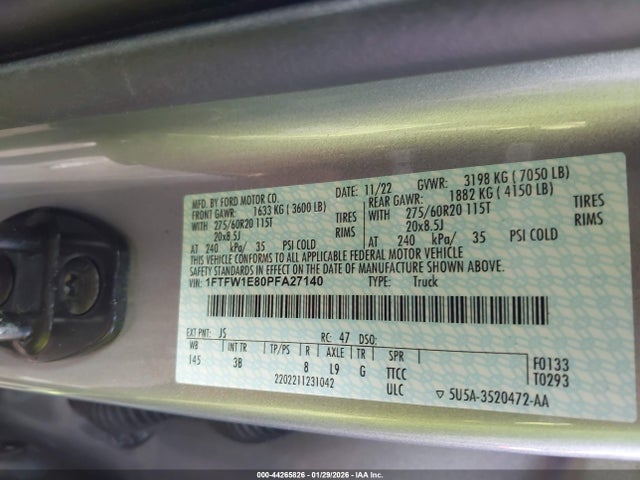 MFD. BY FORD MOTOR CO. DATE: 11/22 GVWR: 3198 KG ( 7050 LB)
FRONT GAWR: 1633 KG ( 3600 LB) REAR GAWR: 1882 KG ( 4150 LB)
WITH 275/60R20 115T TIRES WITH 275/60R20 115T TIRES
20x8.5J RIMS 20x8.5J RIMS
AT 240 kPa/ 35 PSI COLD AT 240 kPa/ 35 PSI COLD
THIS VEHICLE CONFORMS TO ALL APPLICABLE FEDERAL MOTOR VEHICLE
SAFETY STANDARDS IN EFFECT ON THE DATE OF MANUFACTURE SHOWN ABOVE.
VIN: 1FTFW1E80PFA27140 TYPE: Truck
EXT PNT: JS RC: 47 DSO:
WB INT TR TP/PS R AXLE TR SPR
145 3B 8 L9 G TTCC
ULC
F0133
T0293
2202211231042
▽ 5U5A-3520472-AA
000-44265826 - 01/29/2026 - IAA Inc.